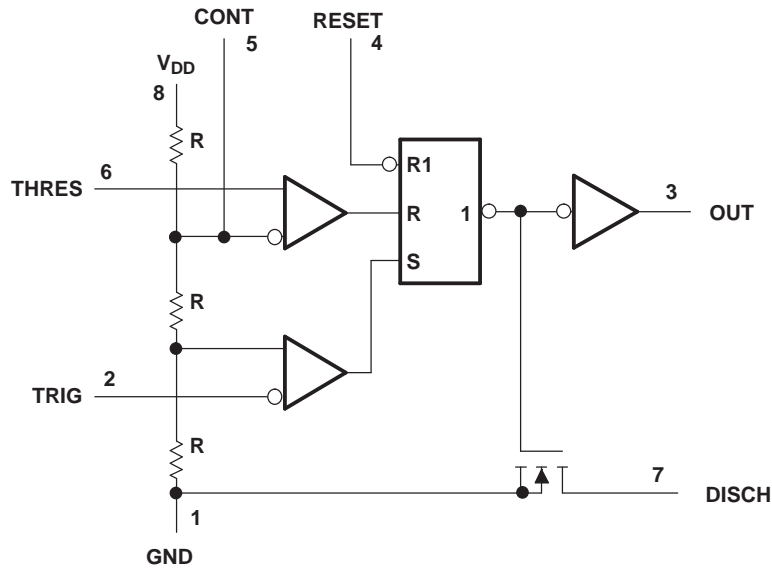 CONT
5
RESET
4
VDD
8
R
6
THRES
R1
R
1
3
OUT
S
R
2
TRIG
R
7
DISCH
1
GND